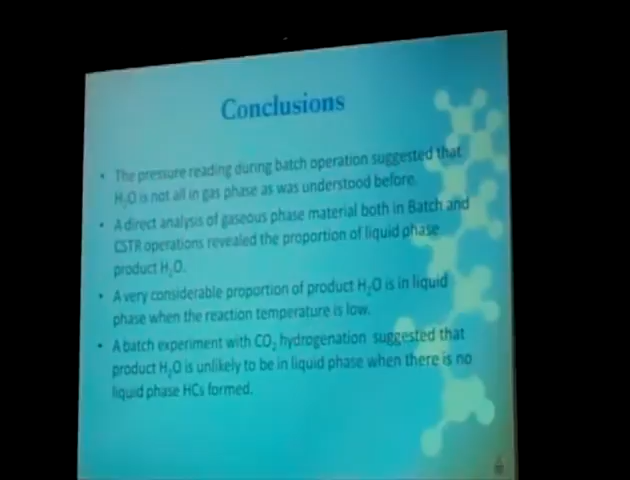 Conclusions
• The pressure reading during batch operation suggested that
H₂O is not all in gas phase as was understood before.
• A direct analysis of gaseous phase material both in Batch and
CSTR operations revealed the proportion of liquid phase
product H₂O.
• A very considerable proportion of product H₂O is in liquid
phase when the reaction temperature is low.
• A batch experiment with CO₂ hydrogenation suggested that
product H₂O is unlikely to be in liquid phase when there is no
liquid phase HCs formed.